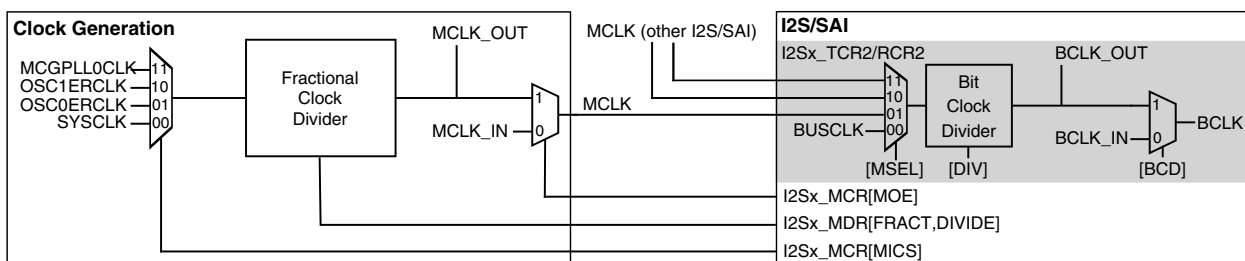 Clock Generation
MCGPLL0CLK
11
OSC1ERCLK
10
OSC0ERCLK
01
SYSCLK
00
Fractional
Clock
Divider
MCLK_OUT
MCLK_IN
1
0
MCLK
MCLK (other I2S/SAI)
I2S/SAI
I2Sx_TCR2/RCR2
11
10
01
BUSCLK
00
[MSEL]
Bit
Clock
Divider
[DIV]
BCLK_OUT
BCLK_IN
1
0
BCLK
[BCD]
I2Sx_MCR[MOE]
I2Sx_MDR[FRACT,DIVIDE]
I2Sx_MCR[MICS]